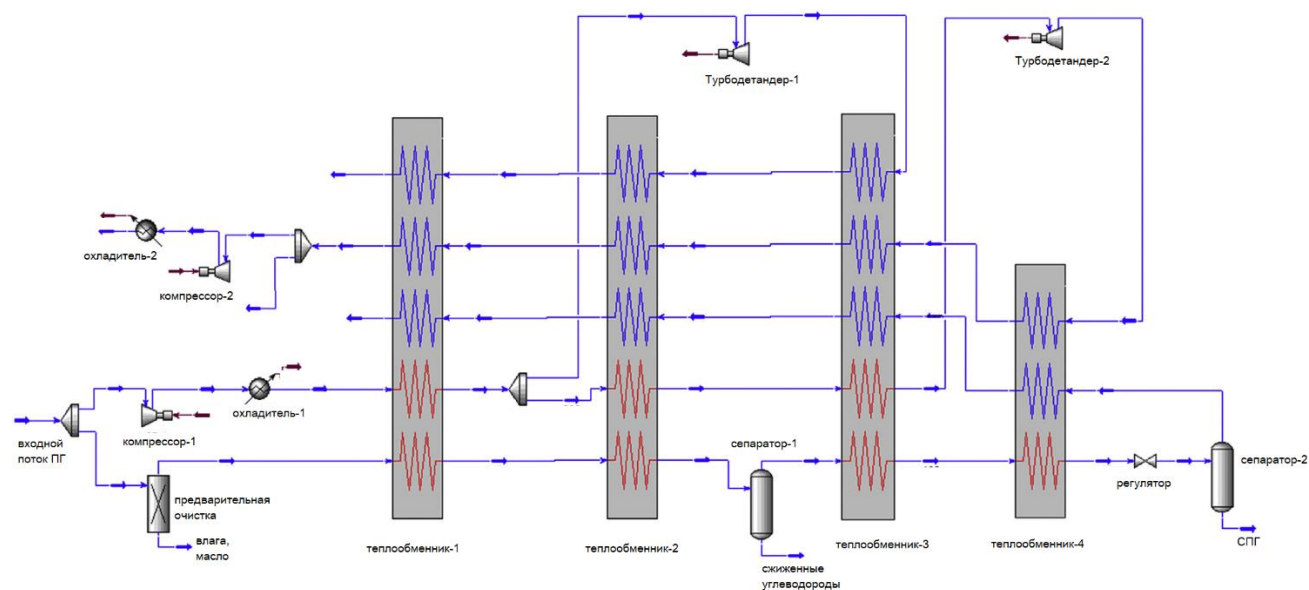 Турбодетандер-1
Турбодетандер-2
охладитель-2
компрессор-2
охладитель-1
входной
поток ПГ
компрессор-1
сепаратор-1
сепаратор-2
регулятор
предварительная
очистка
влага,
масло
теплообменник-1
теплообменник-2
теплообменник-3
теплообменник-4
СПГ
сжиженные
углеводороды